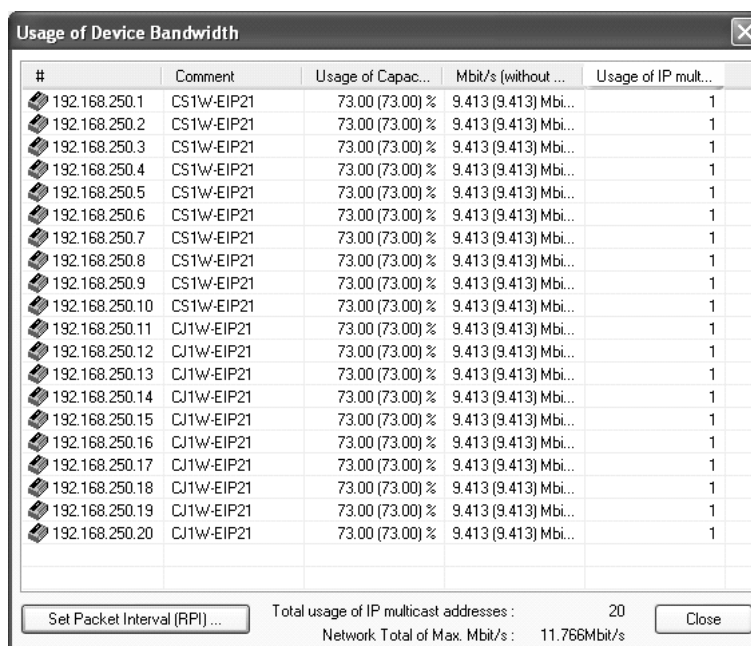 Usage of Device Bandwidth
# Comment Usage of Capac... Mbit/s (without ... Usage of IP mult...
192.168.250.1 CS1W-EIP21 73.00 (73.00) % 9.413 (9.413) Mbi... 1
192.168.250.2 CS1W-EIP21 73.00 (73.00) % 9.413 (9.413) Mbi... 1
192.168.250.3 CS1W-EIP21 73.00 (73.00) % 9.413 (9.413) Mbi... 1
192.168.250.4 CS1W-EIP21 73.00 (73.00) % 9.413 (9.413) Mbi... 1
192.168.250.5 CS1W-EIP21 73.00 (73.00) % 9.413 (9.413) Mbi... 1
192.168.250.6 CS1W-EIP21 73.00 (73.00) % 9.413 (9.413) Mbi... 1
192.168.250.7 CS1W-EIP21 73.00 (73.00) % 9.413 (9.413) Mbi... 1
192.168.250.8 CS1W-EIP21 73.00 (73.00) % 9.413 (9.413) Mbi... 1
192.168.250.9 CS1W-EIP21 73.00 (73.00) % 9.413 (9.413) Mbi... 1
192.168.250.10 CS1W-EIP21 73.00 (73.00) % 9.413 (9.413) Mbi... 1
192.168.250.11 CJ1W-EIP21 73.00 (73.00) % 9.413 (9.413) Mbi... 1
192.168.250.12 CJ1W-EIP21 73.00 (73.00) % 9.413 (9.413) Mbi... 1
192.168.250.13 CJ1W-EIP21 73.00 (73.00) % 9.413 (9.413) Mbi... 1
192.168.250.14 CJ1W-EIP21 73.00 (73.00) % 9.413 (9.413) Mbi... 1
192.168.250.15 CJ1W-EIP21 73.00 (73.00) % 9.413 (9.413) Mbi... 1
192.168.250.16 CJ1W-EIP21 73.00 (73.00) % 9.413 (9.413) Mbi... 1
192.168.250.17 CJ1W-EIP21 73.00 (73.00) % 9.413 (9.413) Mbi... 1
192.168.250.18 CJ1W-EIP21 73.00 (73.00) % 9.413 (9.413) Mbi... 1
192.168.250.19 CJ1W-EIP21 73.00 (73.00) % 9.413 (9.413) Mbi... 1
192.168.250.20 CJ1W-EIP21 73.00 (73.00) % 9.413 (9.413) Mbi... 1
Set Packet Interval (RPI) ...
Total usage of IP multicast addresses : 20
Close
Network Total of Max. Mbit/s : 11.766Mbit/s